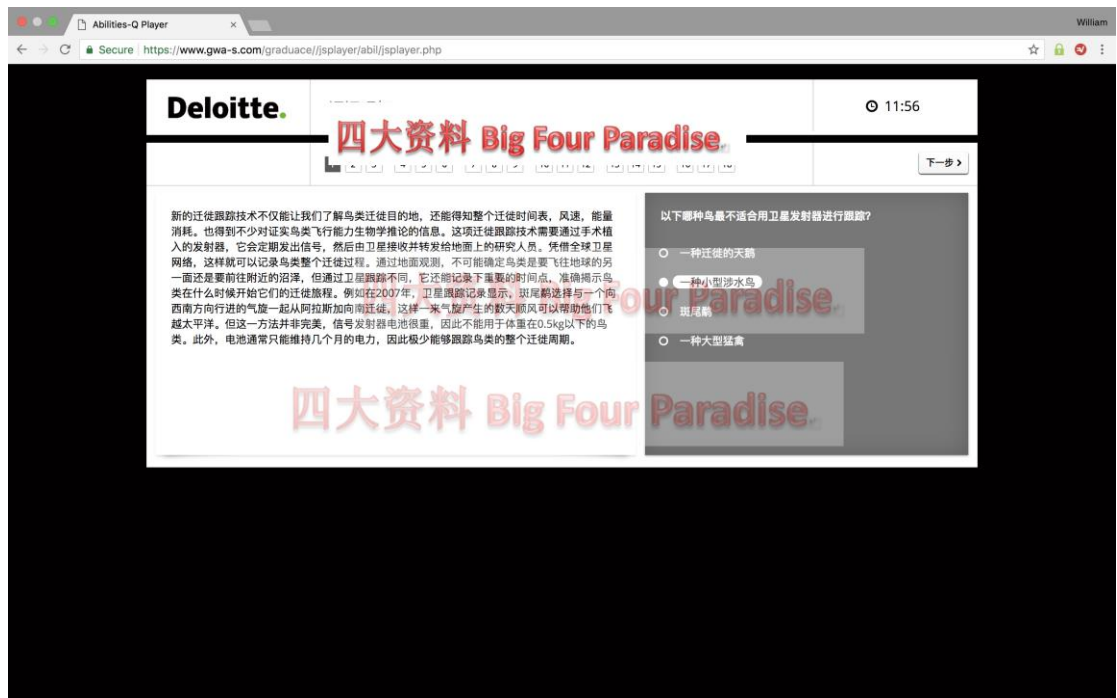 Abilities-Q Player
William
Secure
https://www.gwa-s.com/graduace//jsplayer/abil/jsplayer.php
Deloitte.
11:56
四大资料 Big Four Paradise
下一步 >
新的迁徙跟踪技术不仅能让我们了解鸟类迁徙目的地，还能得知整个迁徙时间表，风速，能量
消耗。也得到不少对证实鸟类飞行能力生物学推论的信息。这项迁徙跟踪技术需要通过手术植
入的发射器，它会定期发出信号，然后由卫星接收并转发给地面上的研究人员。凭借全球卫星
网络，这样就可以记录鸟类整个迁徙过程。通过地面观测，不可能确定鸟类是要飞往地球的另
一面还是要前往附近的沼泽，但通过卫星跟踪不同，它还能记录下重要的时间点，准确揭示鸟
类在什么时候开始它们的迁徙旅程。例如在2007年，卫星跟踪记录显示，斑尾鹬选择与一个向
西南方向行进的气旋一起从阿拉斯加向南迁徙，这样一来气旋产生的数天顺风可以帮助他们飞
越太平洋。但这一方法并非完美，信号发射器电池很重，因此不能用于体重在0.5kg以下的鸟
类。此外，电池通常只能维持几个月的电力，因此极少能够跟踪鸟类的整个迁徙周期。
以下哪种鸟最不适合用卫星发射器进行跟踪？
一种迁徙的天鹅
一种小型涉水鸟
斑尾鹬
一种大型猛禽
四大资料 Big Four Paradise
四大资料 Big Four Paradise